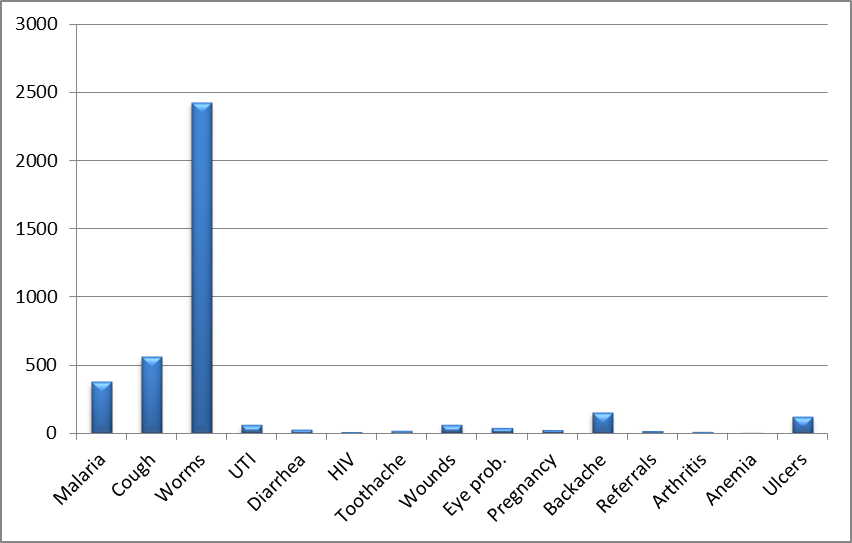 3000
2500
2000
1500
1000
500
0
Malaria
Cough
Worms
UTI
Diarrhea
HIV
Toothache
Wounds
Eye prob.
Pregnancy
Backache
Referrals
Arthritis
Anemia
Ulcers